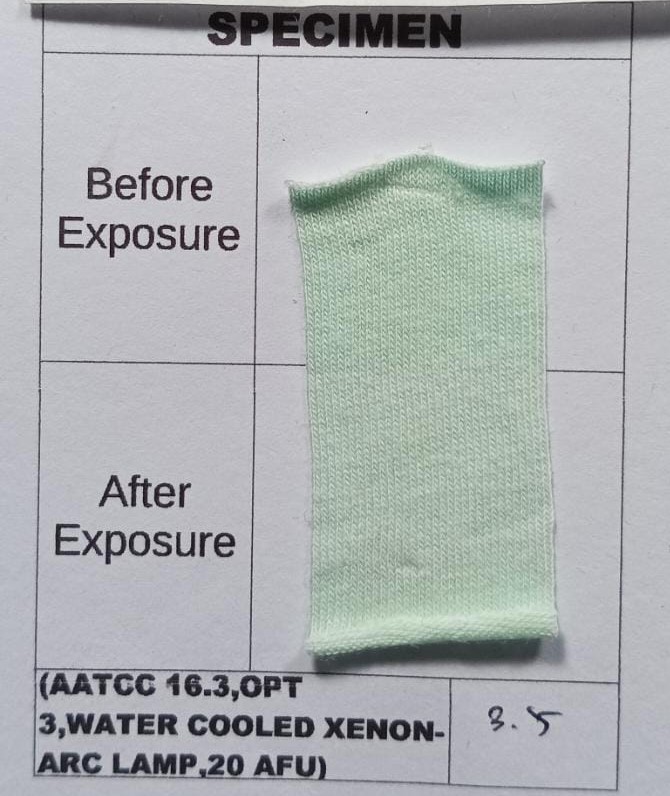 SPECIMEN
Before
Exposure
After
Exposure
(AATCC 16.3,OPT
3,WATER COOLED XENON-
ARC LAMP,20 AFU)
3.5